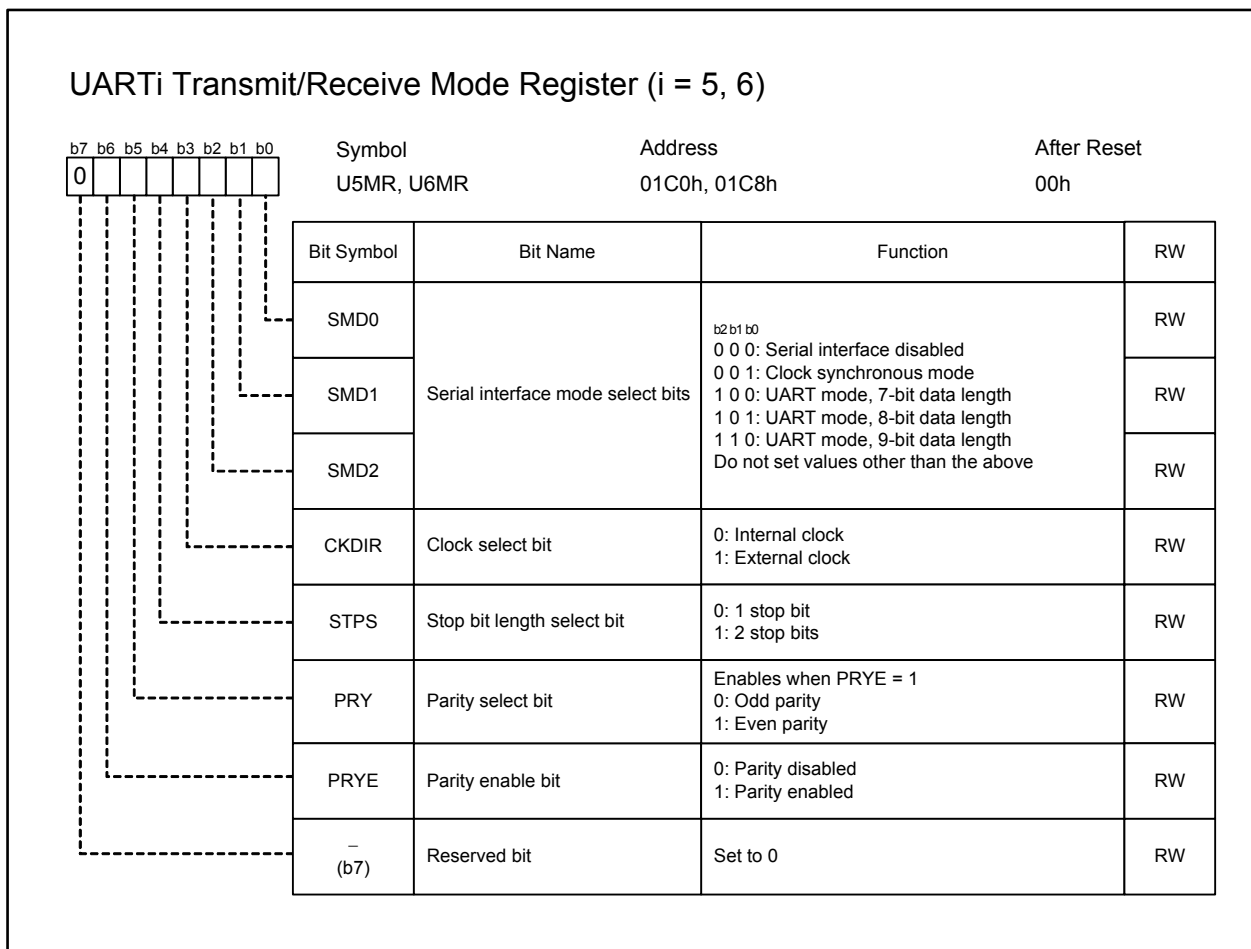 UARTi Transmit/Receive Mode Register (i = 5, 6)
b7 b6 b5 b4 b3 b2 b1 b0
0
Symbol Address After Reset
U5MR, U6MR 01C0h, 01C8h 00h
Bit Symbol Bit Name Function RW
SMD0 RW
SMD1 RW
SMD2 RW
Serial interface mode select bits
b2 b1 b0
0 0 0: Serial interface disabled
0 0 1: Clock synchronous mode
1 0 0: UART mode, 7-bit data length
1 0 1: UART mode, 8-bit data length
1 1 0: UART mode, 9-bit data length
Do not set values other than the above
CKDIR Clock select bit RW
0: Internal clock
1: External clock
STPS Stop bit length select bit RW
0: 1 stop bit
1: 2 stop bits
PRY Parity select bit RW
Enables when PRYE = 1
0: Odd parity
1: Even parity
PRYE Parity enable bit RW
0: Parity disabled
1: Parity enabled
–
(b7)
Reserved bit Set to 0 RW